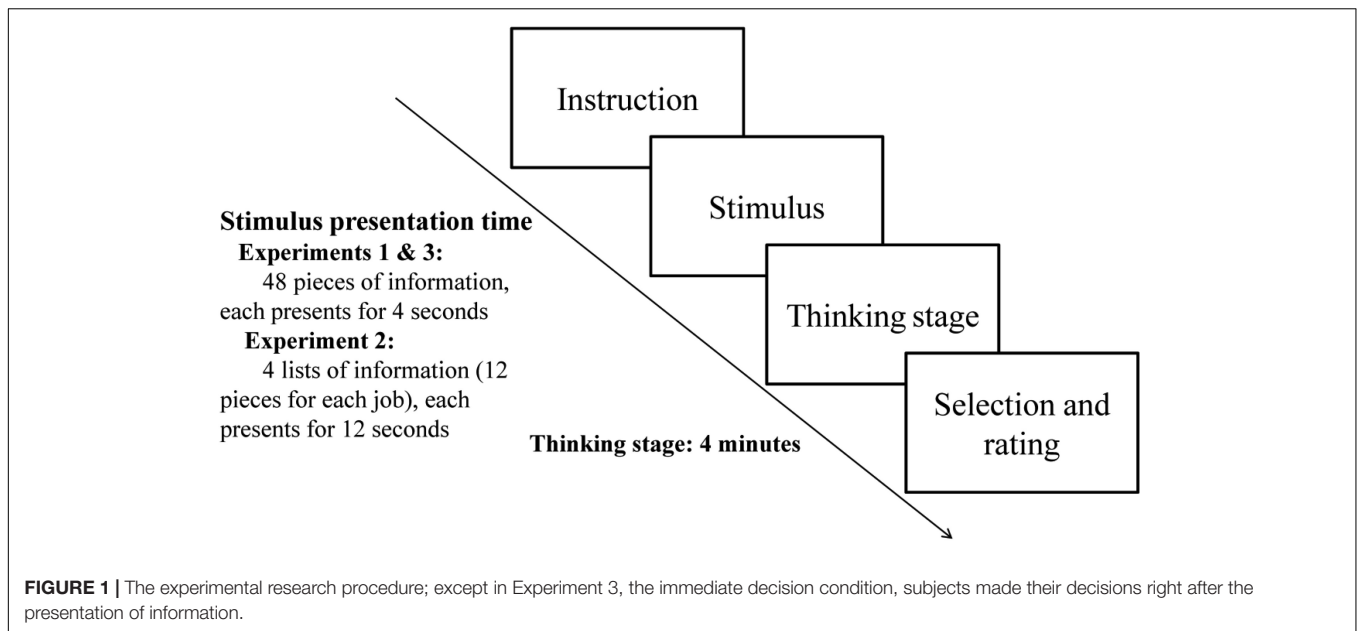 Instruction
Stimulus
Stimulus presentation time
Experiments 1 & 3:
48 pieces of information,
each presents for 4 seconds
Experiment 2:
4 lists of information (12
pieces for each job), each
presents for 12 seconds
Thinking stage
Thinking stage: 4 minutes
Selection and
rating
FIGURE 1 | The experimental research procedure; except in Experiment 3, the immediate decision condition, subjects made their decisions right after the
presentation of information.